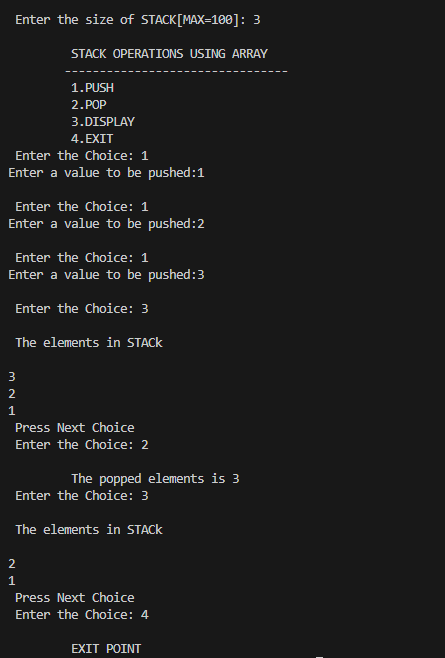 Enter the size of STACK[MAX=100]: 3
STACK OPERATIONS USING ARRAY
--------------------------------
1.PUSH
2.POP
3.DISPLAY
4.EXIT
Enter the Choice: 1
Enter a value to be pushed:1
Enter the Choice: 1
Enter a value to be pushed:2
Enter the Choice: 1
Enter a value to be pushed:3
Enter the Choice: 3
The elements in STACk
3
2
1
Press Next Choice
Enter the Choice: 2
The popped elements is 3
Enter the Choice: 3
The elements in STACk
2
1
Press Next Choice
Enter the Choice: 4
EXIT POINT